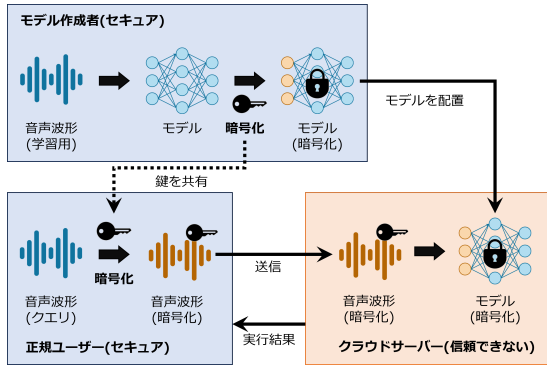 モデル作成者(セキュア)
音声波形
(学習用)
モデル
暗号化
モデル
(暗号化)
モデルを配置
鍵を共有
暗号化
音声波形
(クエリ)
音声波形
(暗号化)
正規ユーザー(セキュア)
送信
実行結果
音声波形
(暗号化)
モデル
(暗号化)
クラウドサーバー(信頼できない)